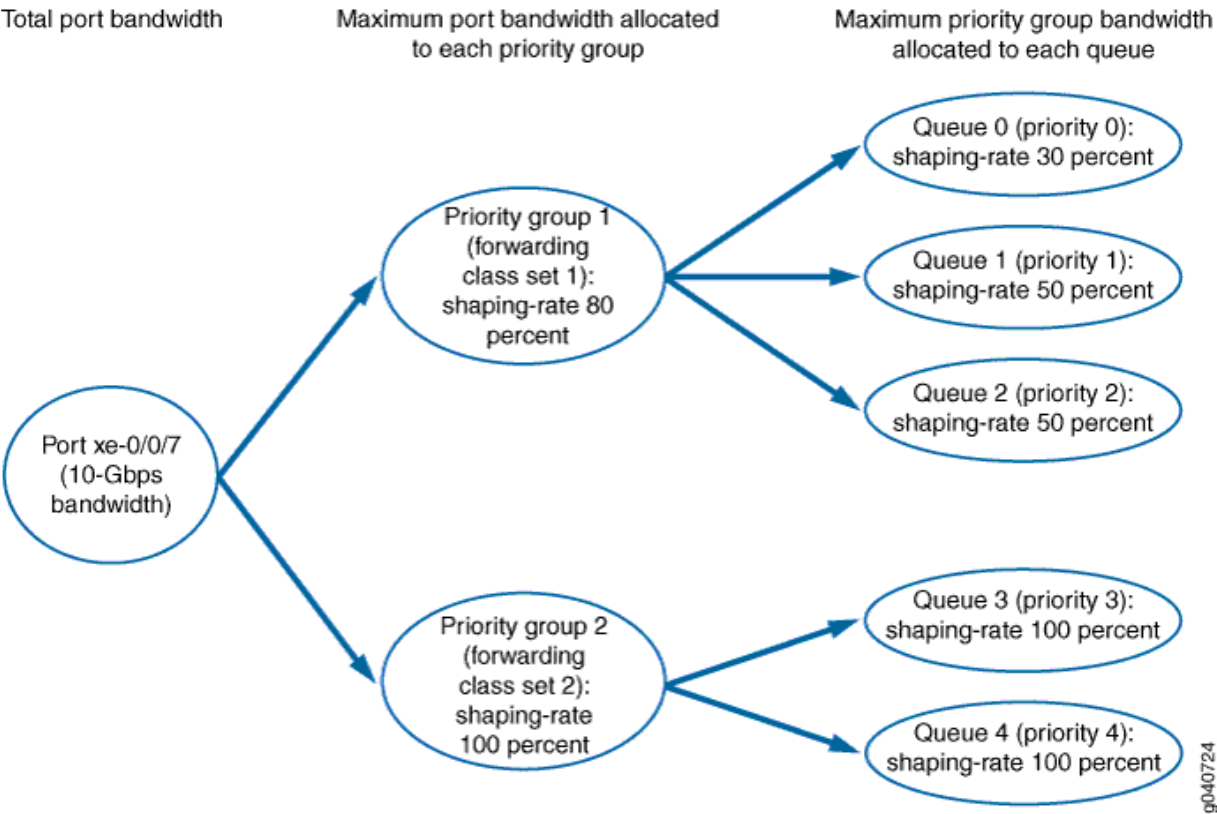 Total port bandwidth
Maximum port bandwidth allocated
to each priority group
Maximum priority group bandwidth
allocated to each queue
Port xe-0/0/7
(10-Gbps
bandwidth)
Priority group 1
(forwarding
class set 1):
shaping-rate 80
percent
Queue 0 (priority 0):
shaping-rate 30 percent
Queue 1 (priority 1):
shaping-rate 50 percent
Queue 2 (priority 2):
shaping-rate 50 percent
Priority group 2
(forwarding
class set 2):
shaping-rate
100 percent
Queue 3 (priority 3):
shaping-rate 100 percent
Queue 4 (priority 4):
shaping-rate 100 percent
g040724